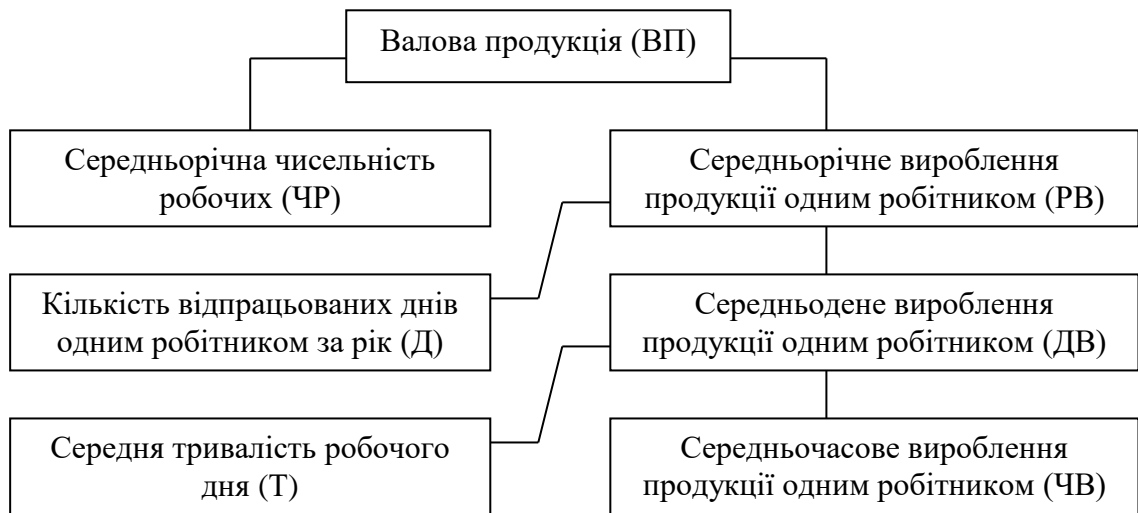 Валова продукція (ВП)
Середньорічна чисельність
робочих (ЧР)
Середньорічне вироблення
продукції одним робітником (РВ)
Кількість відпрацьованих днів
одним робітником за рік (Д)
Середньодене вироблення
продукції одним робітником (ДВ)
Середня тривалість робочого
дня (Т)
Середньочасове вироблення
продукції одним робітником (ЧВ)